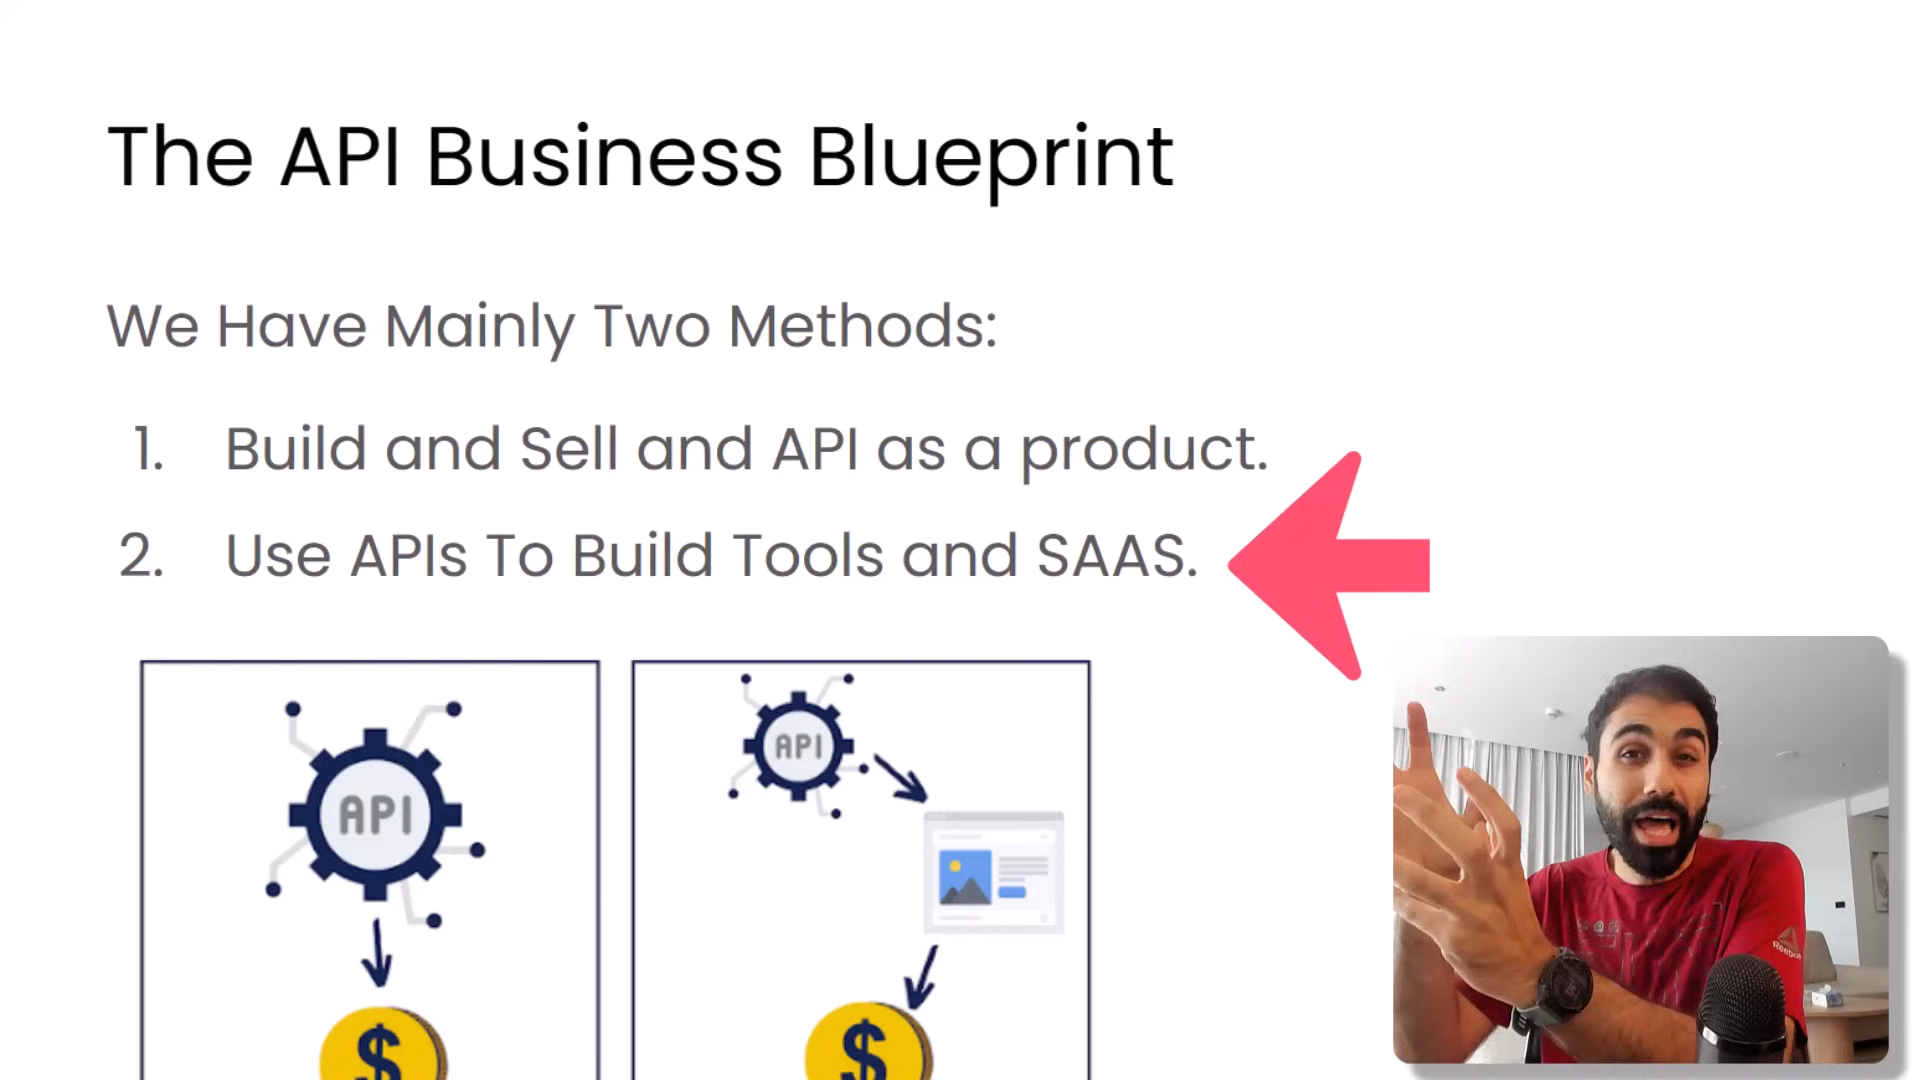 The API Business Blueprint
We Have Mainly Two Methods:
1. Build and Sell and API as a product.
2. Use APIs To Build Tools and SAAS.
API
API
$
$
Reebok